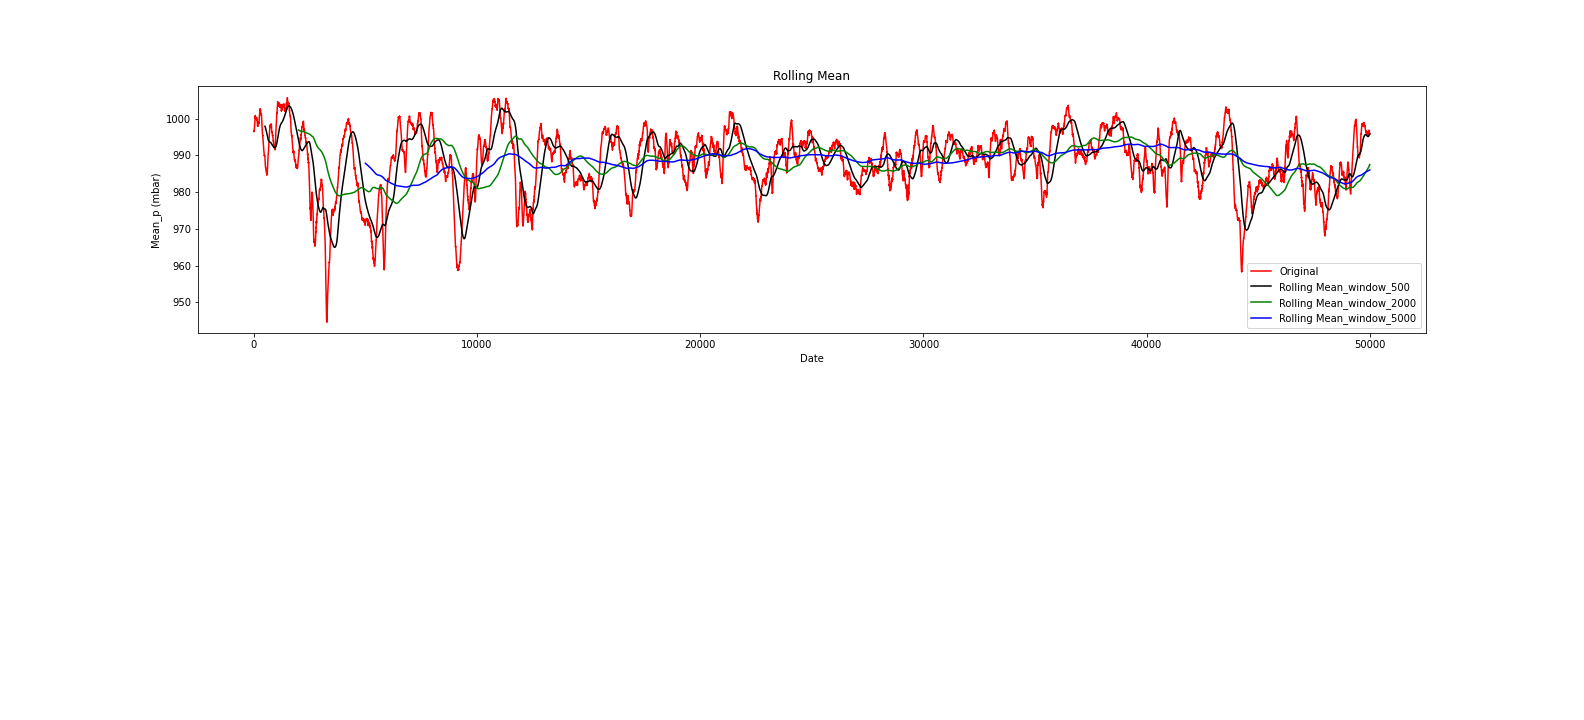 Rolling Mean
Mean_p (mbar)
1000
990
980
970
960
950
0
10000
20000
30000
40000
50000
Date
Original
Rolling Mean_window_500
Rolling Mean_window_2000
Rolling Mean_window_5000